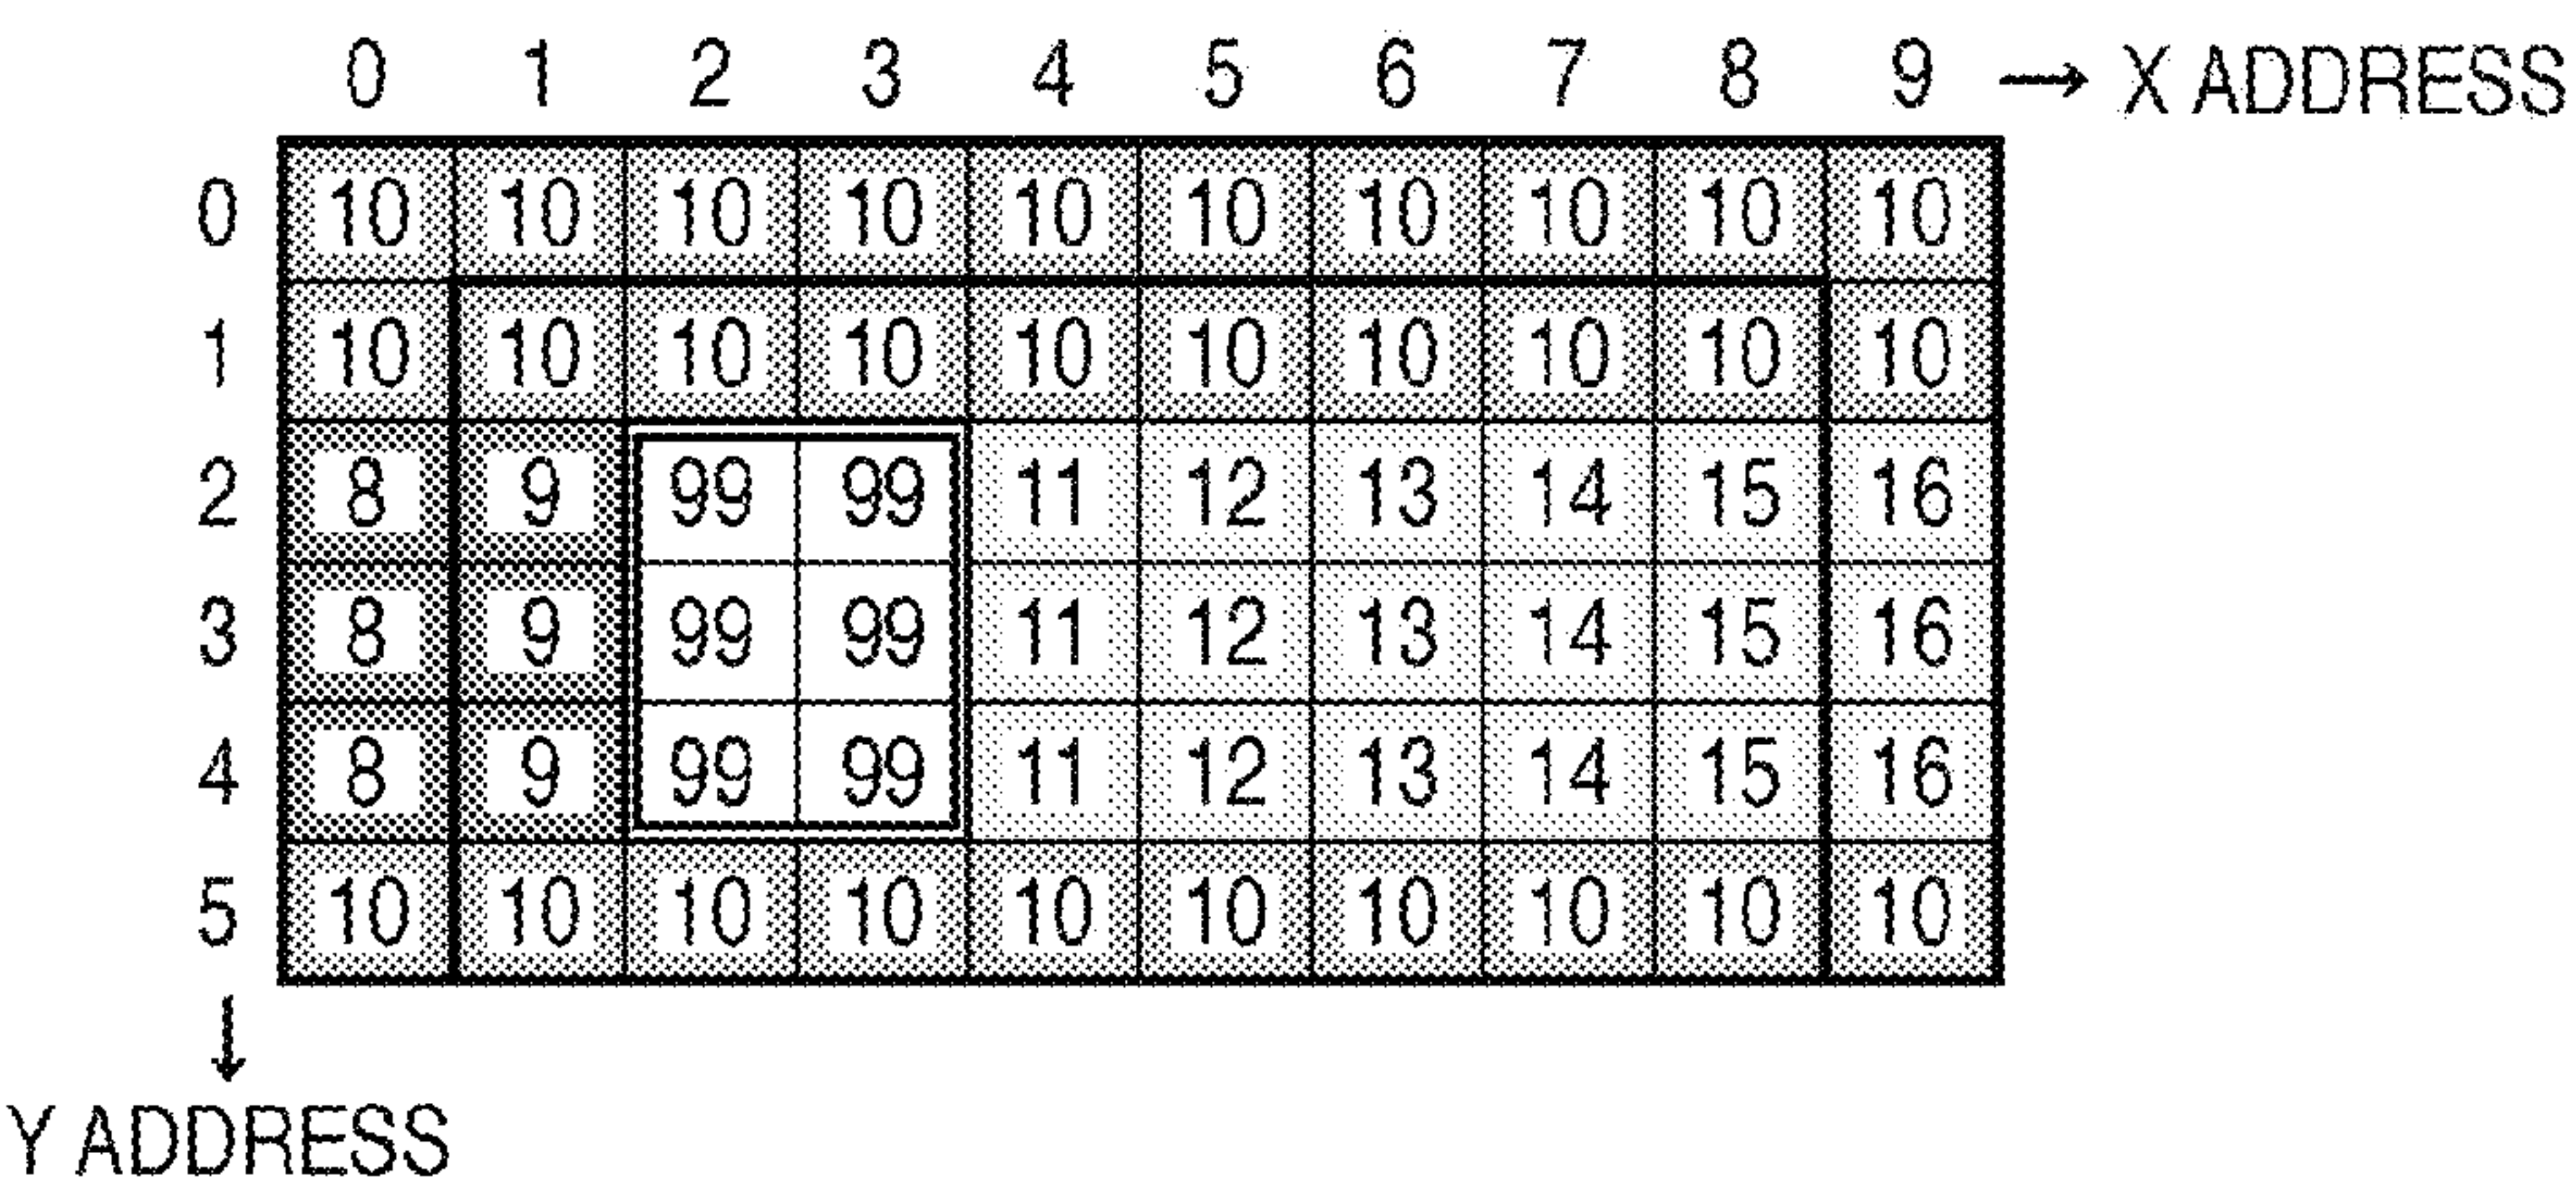 0 1 2 3 4 5 6 7 8 9 → X ADDRESS
0 10 10 10 10 10 10 10 10 10 10
1 10 10 10 10 10 10 10 10 10 10
2 8 9 99 99 11 12 13 14 15 16
3 8 9 99 99 11 12 13 14 15 16
4 8 9 99 99 11 12 13 14 15 16
5 10 10 10 10 10 10 10 10 10 10
↓
Y ADDRESS